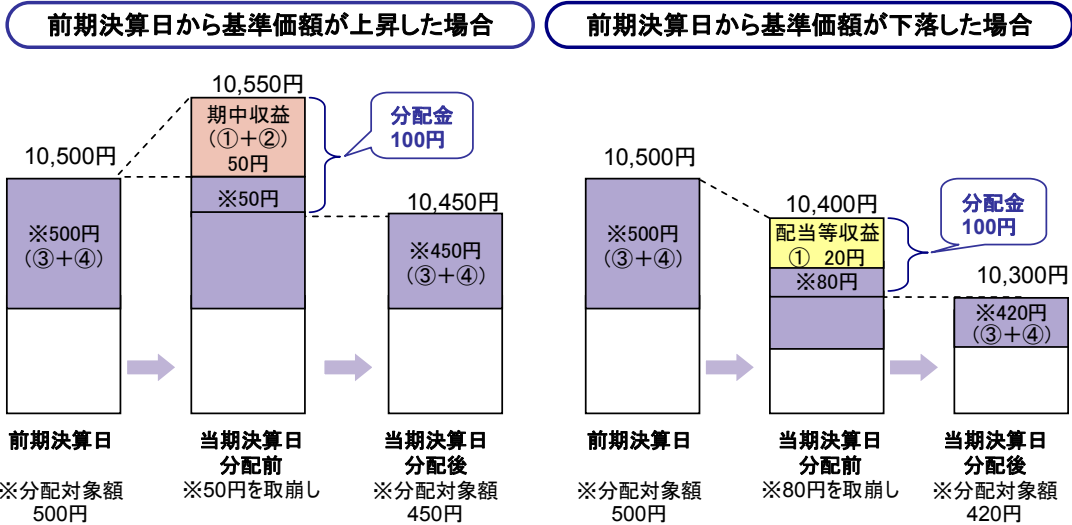 前期決算日から基準価額が上昇した場合
10,550円
期中収益
(①+②)
50円
分配金
100円
10,500円
※50円
10,450円
※500円
(③+④)
※450円
(③+④)
前期決算日
当期決算日
分配前
当期決算日
分配後
※分配対象額
500円
※50円を取崩し
※分配対象額
450円
前期決算日から基準価額が下落した場合
10,500円
10,400円
分配金
100円
※500円
(③+④)
配当等収益
① 20円
※80円
10,300円
※420円
(③+④)
前期決算日
当期決算日
分配前
当期決算日
分配後
※分配対象額
500円
※80円を取崩し
※分配対象額
420円